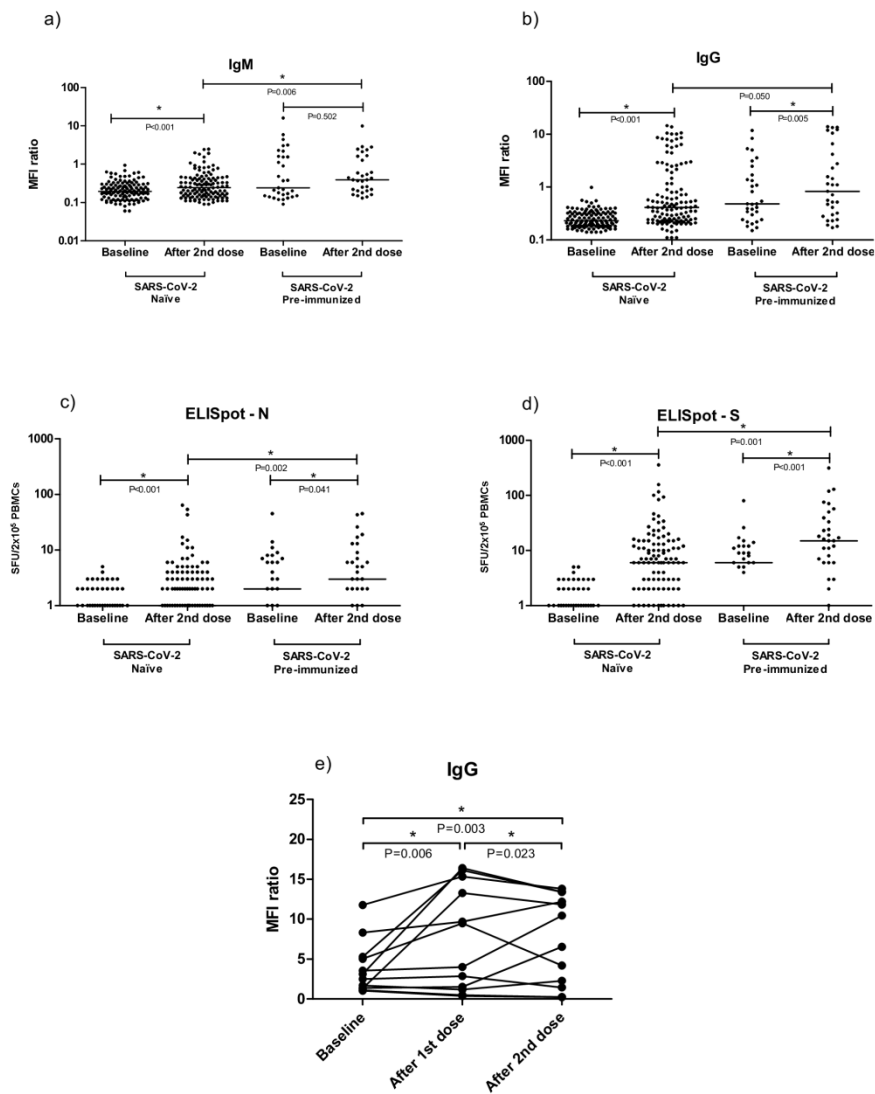 a)
IgM
*
P=0.006
*
P<0.001
P=0.502
MFI ratio
100
10
1
0.1
0.01
Baseline After 2nd dose Baseline After 2nd dose
SARS-CoV-2
Naïve
SARS-CoV-2
Pre-immunized
b)
IgG
P=0.050
*
P<0.001
*
P=0.005
MFI ratio
100
10
1
0.1
Baseline After 2nd dose Baseline After 2nd dose
SARS-CoV-2
Naïve
SARS-CoV-2
Pre-immunized
c)
ELISpot - N
*
P=0.002
*
P<0.001
*
P=0.041
SFU/2x10⁵ PBMCs
1000
100
10
1
Baseline After 2nd dose Baseline After 2nd dose
SARS-CoV-2
Naïve
SARS-CoV-2
Pre-immunized
d)
ELISpot - S
*
P=0.001
*
P<0.001
*
P<0.001
SFU/2x10⁵ PBMCs
1000
100
10
1
Baseline After 2nd dose Baseline After 2nd dose
SARS-CoV-2
Naïve
SARS-CoV-2
Pre-immunized
e)
IgG
*
P=0.003
*
P=0.006
*
P=0.023
MFI ratio
25
20
15
10
5
0
Baseline
After 1st dose
After 2nd dose